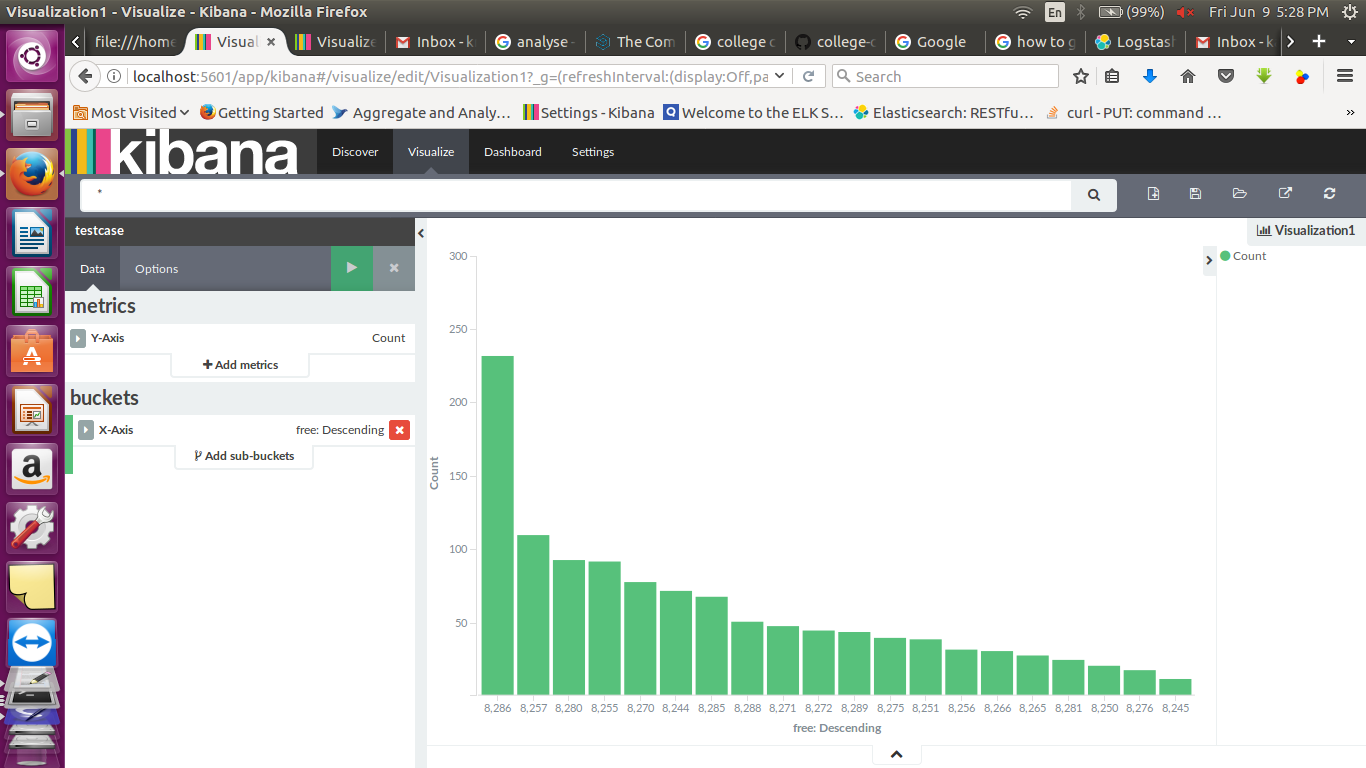 Visualization1 - Visualize - Kibana - Mozilla Firefox
En
(99%)
Fri Jun 9 5:28 PM
file:///home
Visual
Visualize
Inbox - k
analyse -
The Com
college
college-
Google
how to g
Logstash
Inbox - k
localhost:5601/app/kibana#/visualize/edit/Visualization1?_g=(refreshInterval:(display:Off,pa
Search
Most Visited
Getting Started
Aggregate and Analy...
Settings - Kibana
Welcome to the ELK S...
Elasticsearch: RESTfu...
curl - PUT: command ...
»
kibana
Discover
Visualize
Dashboard
Settings
*
testcase
Visualization1
Data
Options
metrics
Y-Axis
Count
Add metrics
buckets
X-Axis
free: Descending
Add sub-buckets
Count
300
250
200
150
100
50
Count
8,286 8,257 8,280 8,255 8,270 8,244 8,285 8,288 8,271 8,272 8,289 8,275 8,251 8,256 8,266 8,265 8,281 8,250 8,276 8,245
free: Descending